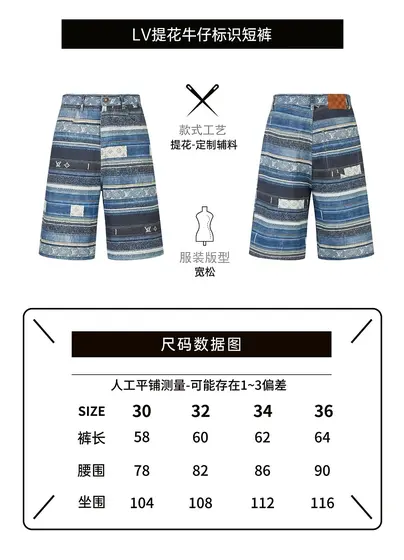 LV提花牛仔标识短裤
款式工艺
提花-定制辅料
服装版型
宽松
尺码数据图
人工平铺测量-可能存在1~3偏差
SIZE 30 32 34 36
裤长 58 60 62 64
腰围 78 82 86 90
坐围 104 108 112 116